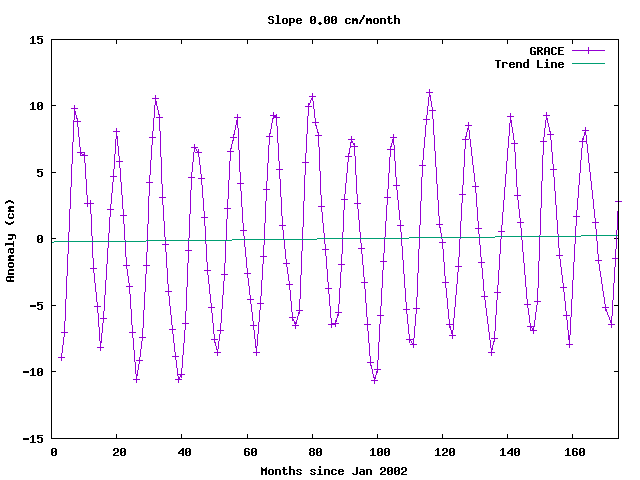 Slope 0.00 cm/month
GRACE
Trend Line
15
10
5
0
-5
-10
-15
Anomaly (cm)
0 20 40 60 80 100 120 140 160
Months since Jan 2002